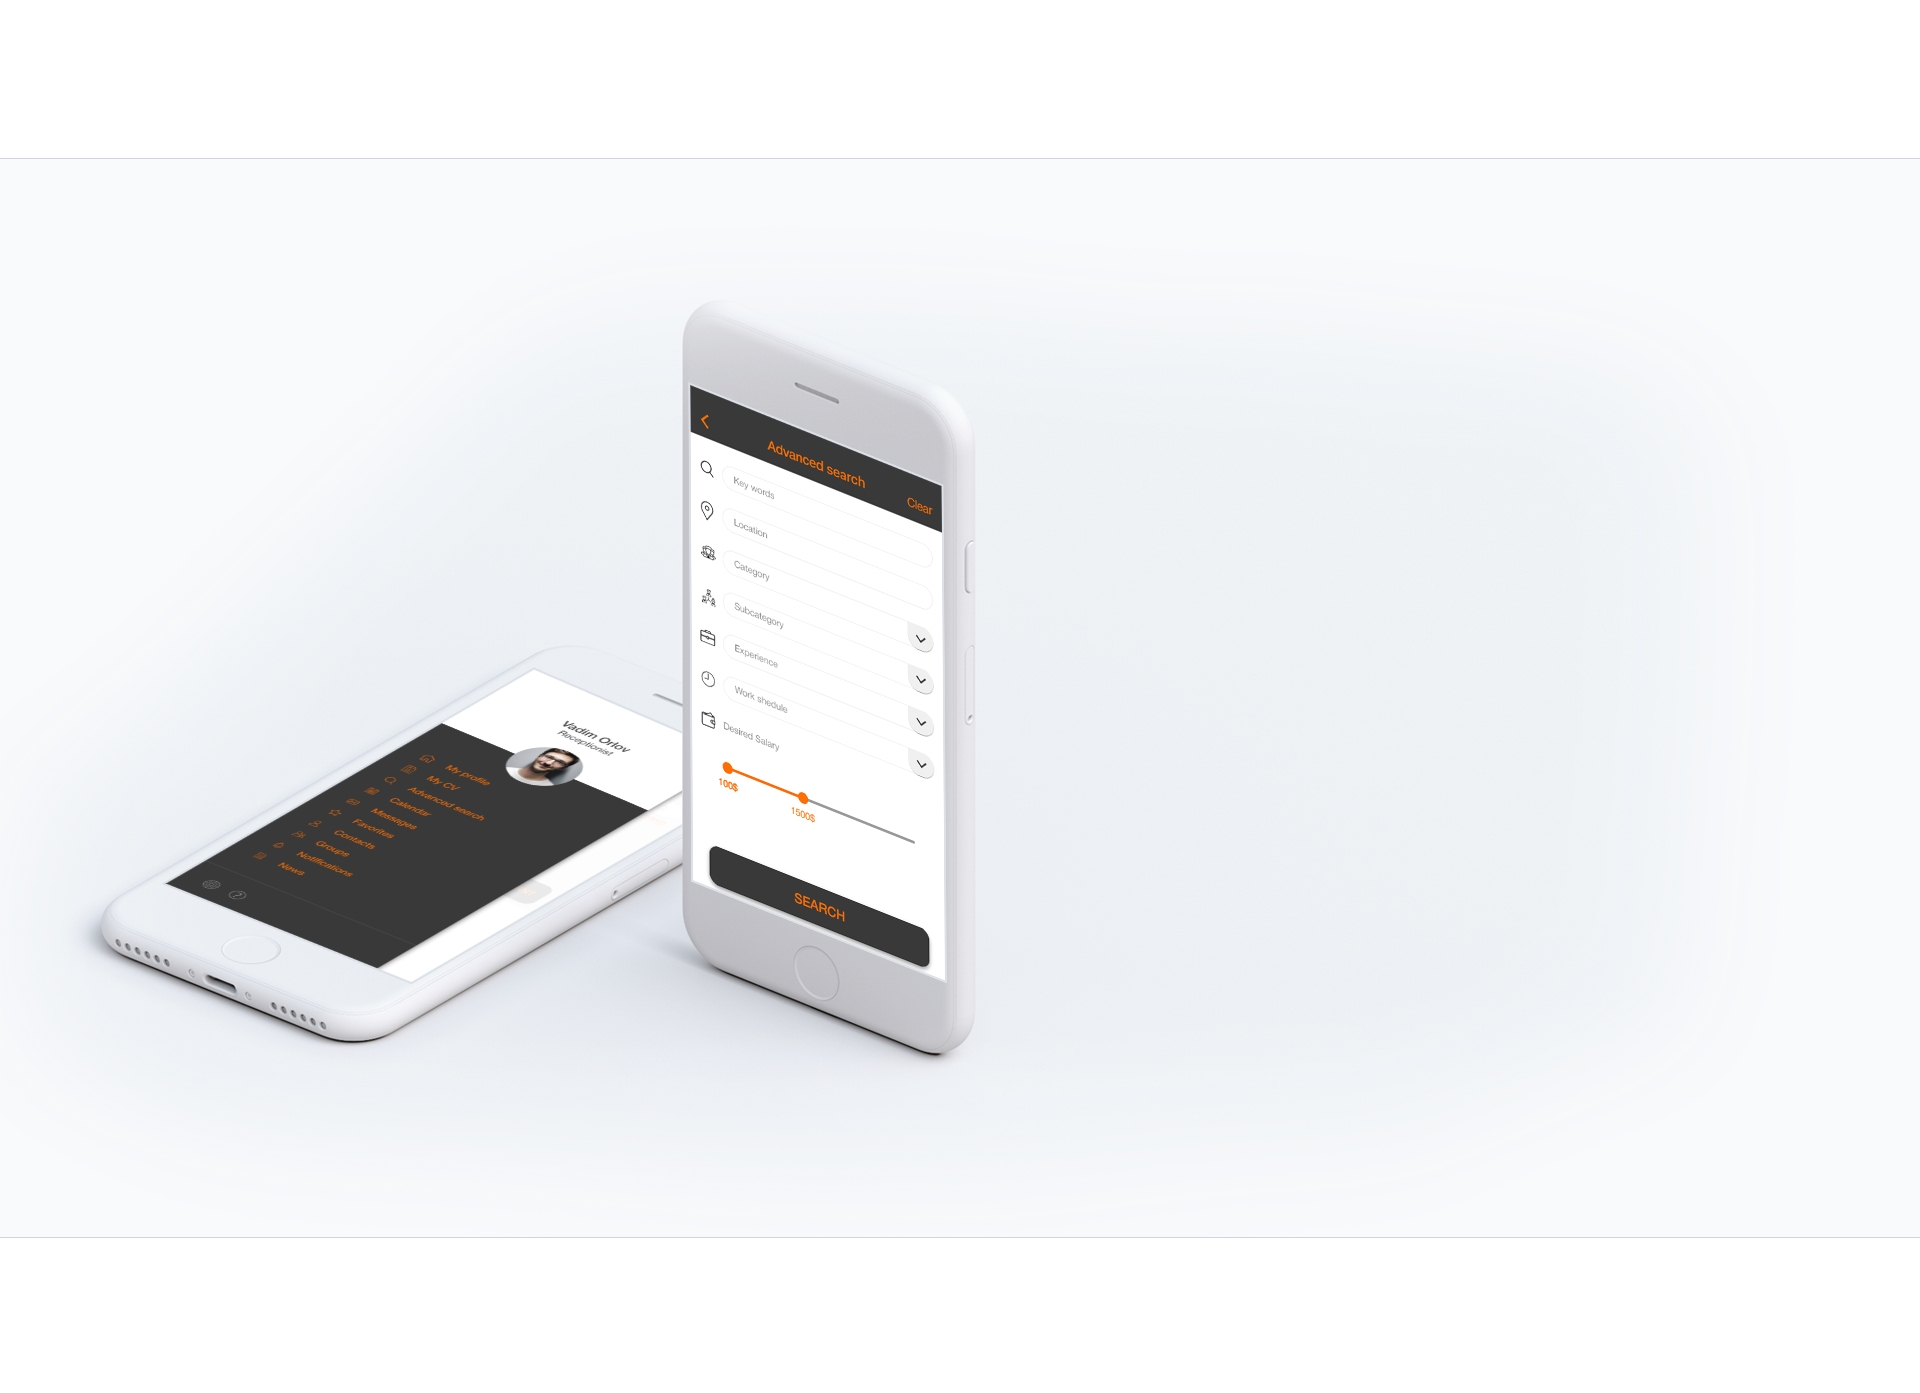 Advanced search
Clear
Key words
Location
Category
Subcategory
Experience
Work shedule
Desired Salary
100$
1500$
SEARCH
Vadim Orlov
Receptionist
My profile
My CV
Advanced search
Calendar
Messages
Favorites
Contacts
Groups
Notifications
News